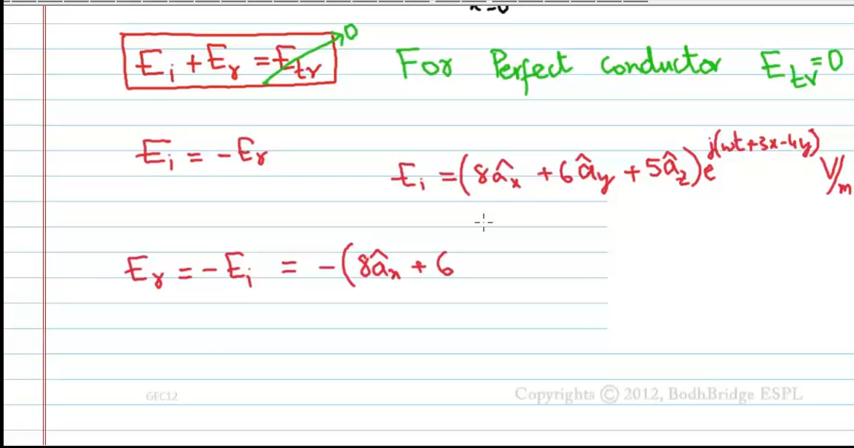 Ei + Er = Etr 0 For Perfect conductor Etr = 0
Ei = -Er
Ei = (8âx + 6ây + 5âz) e^j(wt+3x-4y) V/m
Er = -Ei = -(8âx + 6
GEC12
Copyrights © 2012, BodhBridge ESPL